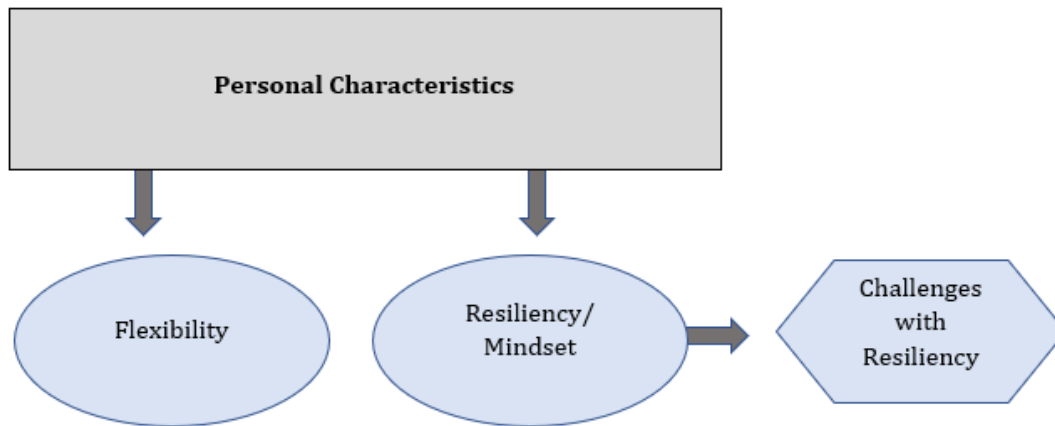 Personal Characteristics
Flexibility
Resiliency/
Mindset
Challenges
with
Resiliency